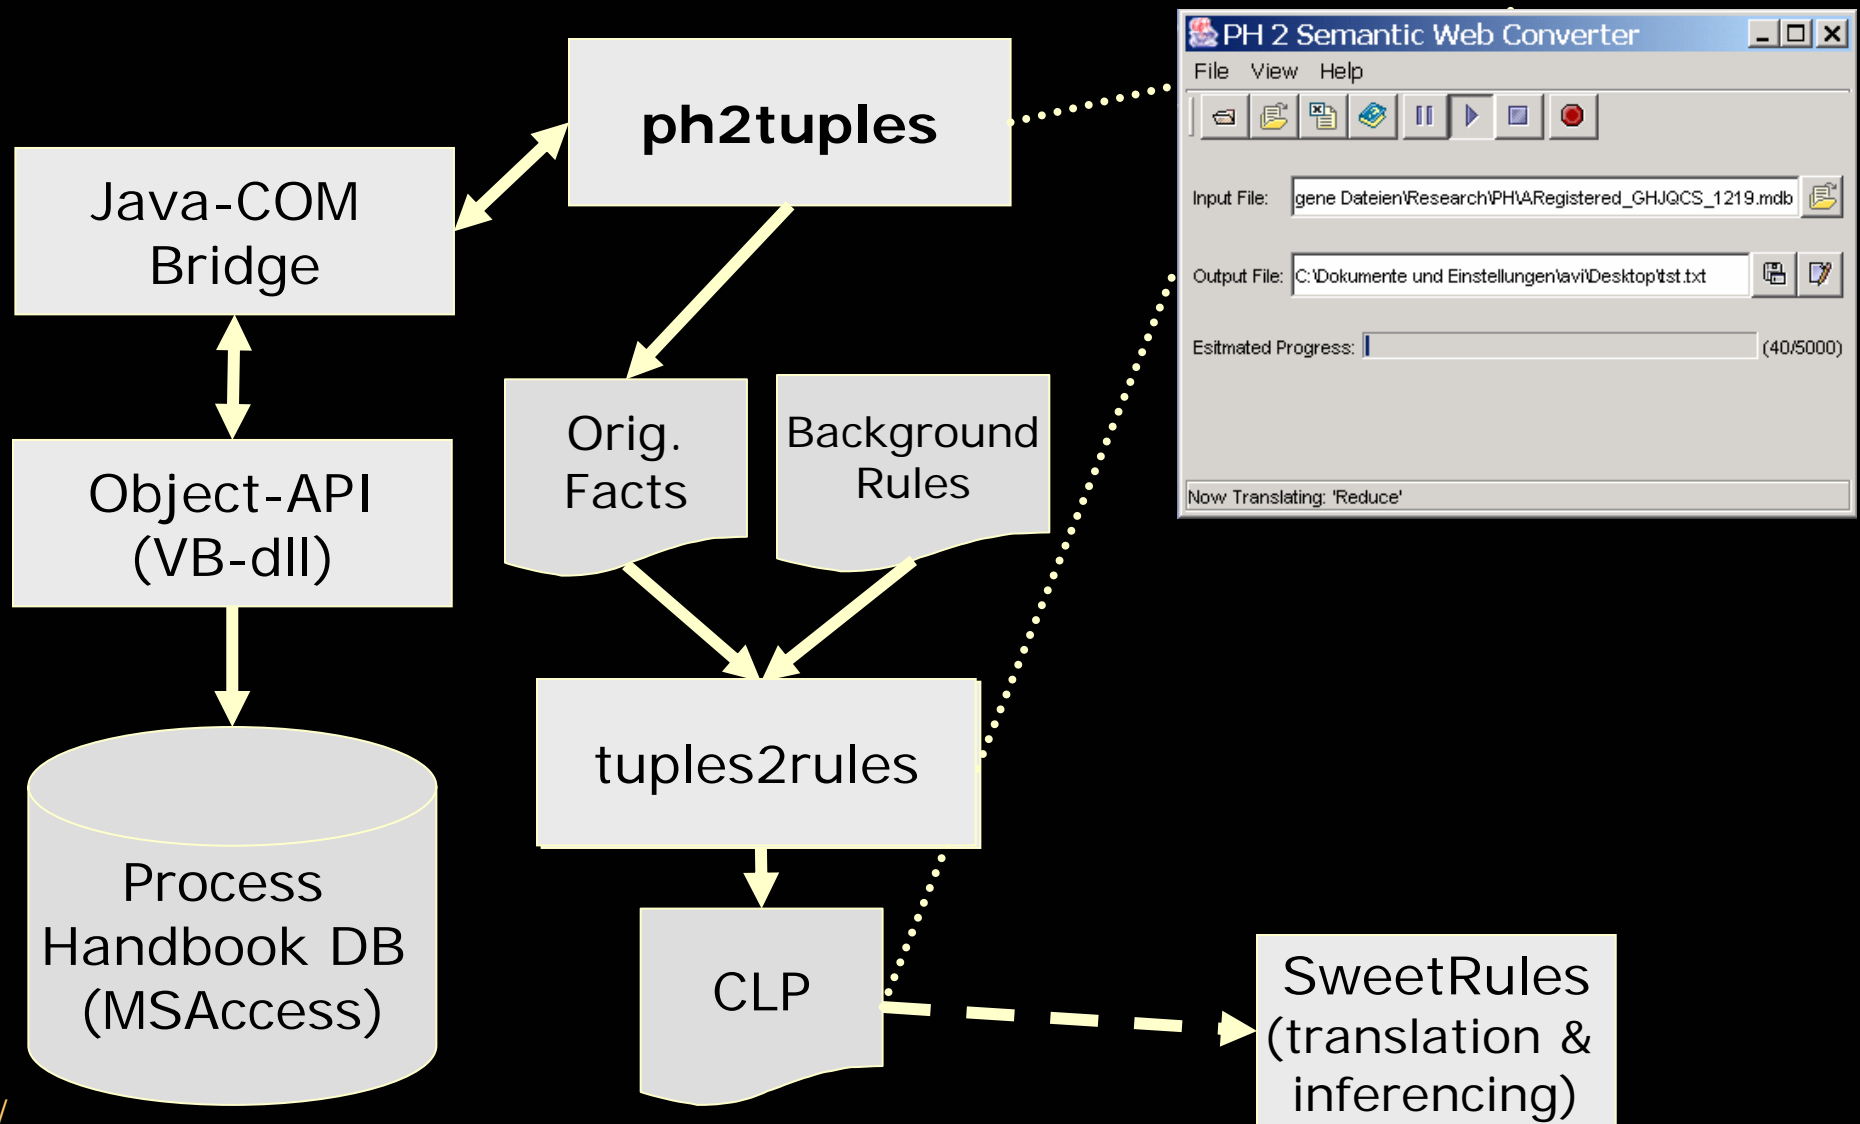 ph2tuples
Java-COM
Bridge
Object-API
(VB-dll)
Process
Handbook DB
(MSAccess)
Orig.
Facts
Background
Rules
tuples2rules
CLP
SweetRules
(translation &
inferencing)
PH 2 Semantic Web Converter
File View Help
Input File: gene Dateien\Research\PH\ARegistered_GHJQCS_1219.mdb
Output File: C:\Dokumente und Einstellungen\avi\Desktop\tst.txt
Esitmated Progress: (40/5000)
Now Translating: 'Reduce'